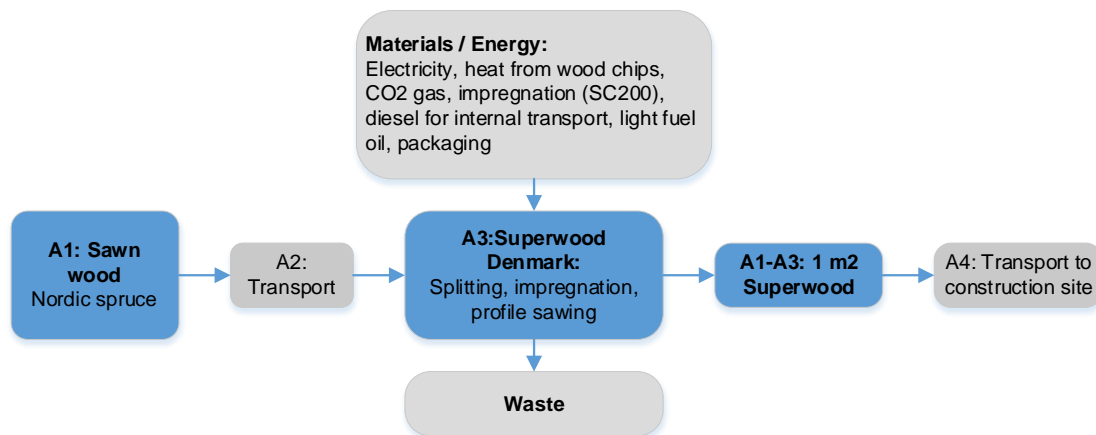 Materials / Energy:
Electricity, heat from wood chips,
CO2 gas, impregnation (SC200),
diesel for internal transport, light fuel
oil, packaging
A1: Sawn
wood
Nordic spruce
A2:
Transport
A3:Superwood
Denmark:
Splitting, impregnation,
profile sawing
A1-A3: 1 m2
Superwood
A4: Transport to
construction site
Waste